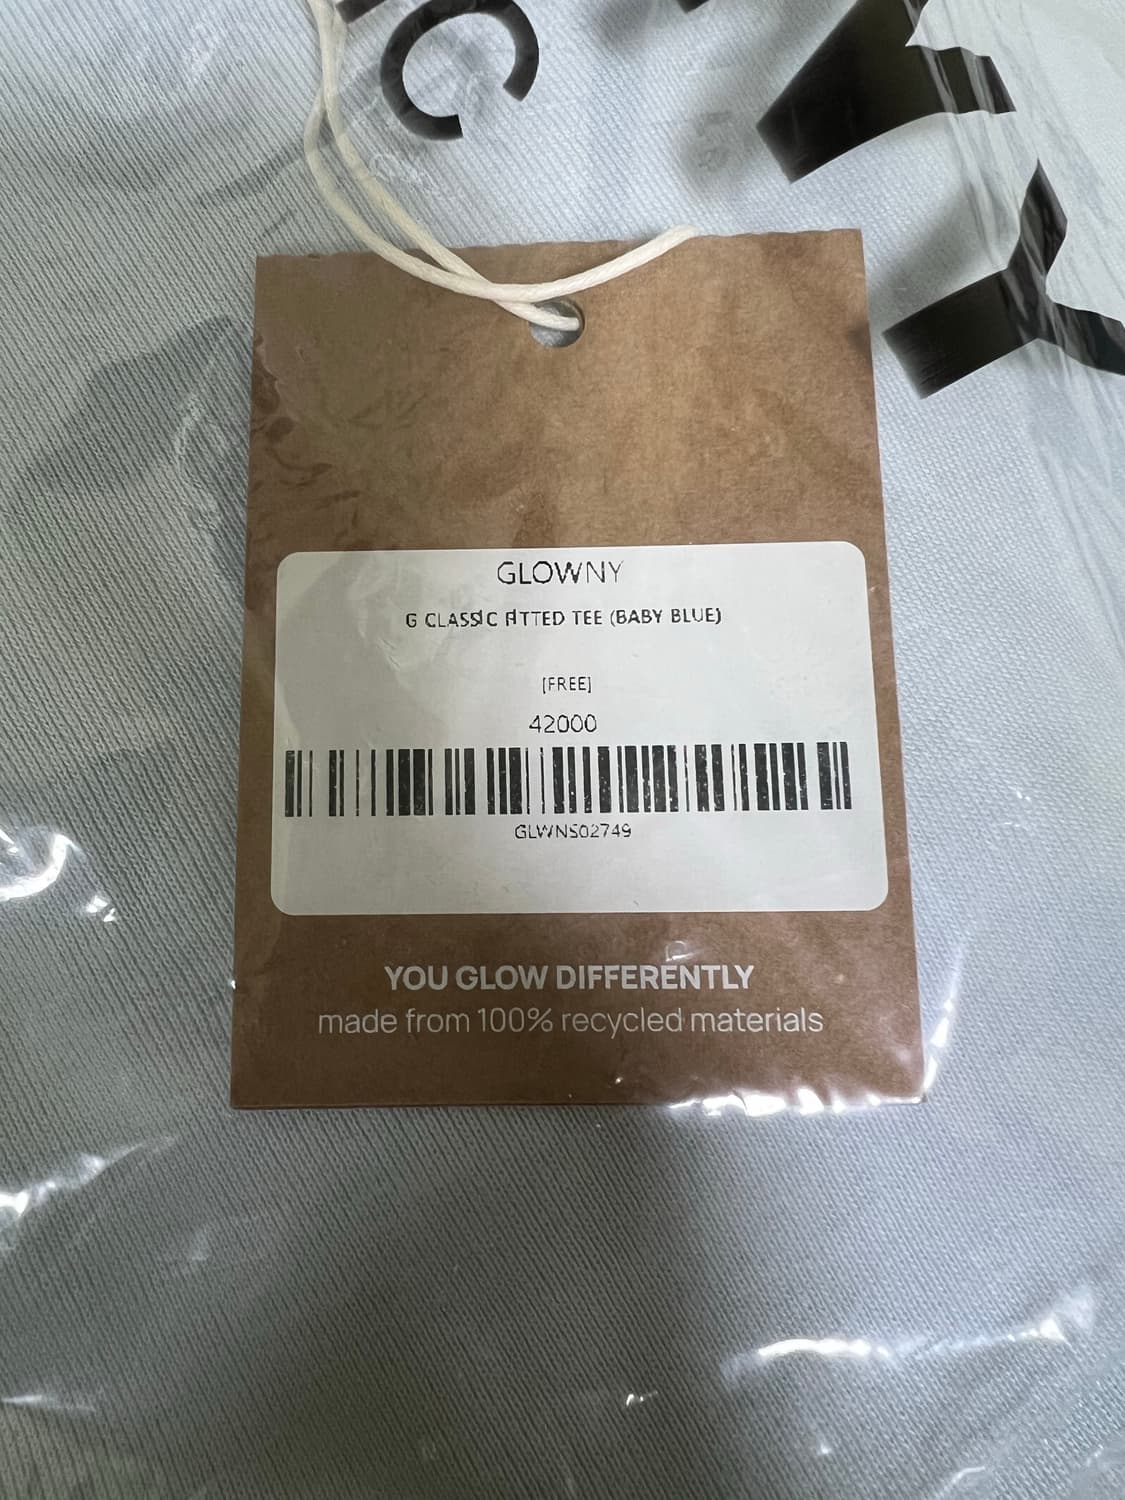 C
Y
GLOWNY
G CLASSIC FITTED TEE (BABY BLUE)
[FREE]
42000
GLWNS02749
YOU GLOW DIFFERENTLY
made from 100% recycled materials